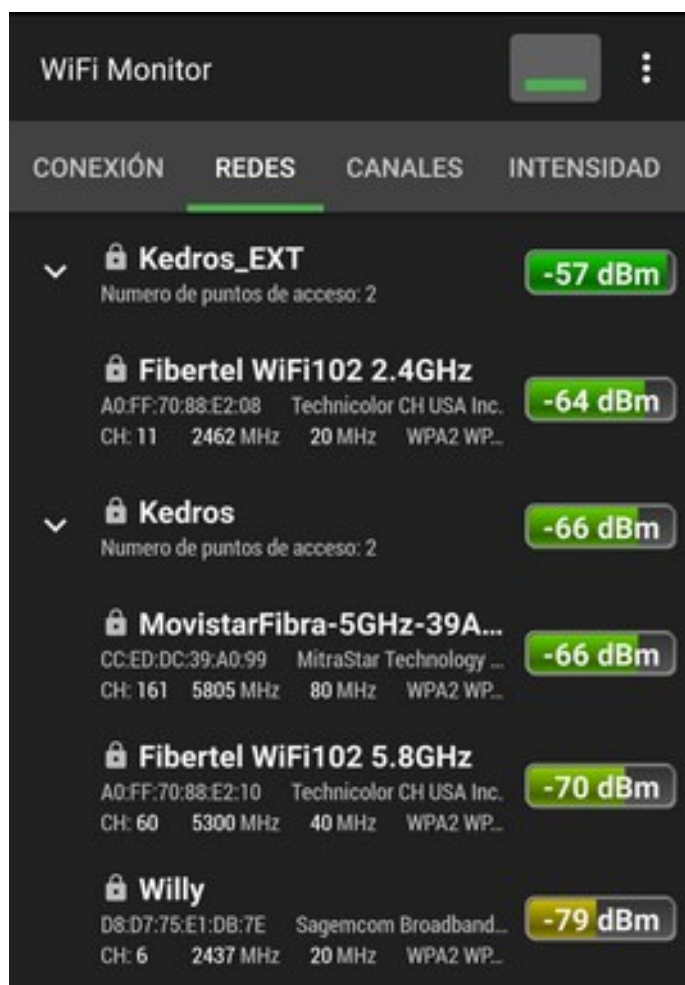 WiFi Monitor
CONEXIÓN REDES CANALES INTENSIDAD
Kedros_EXT -57 dBm
Numero de puntos de acceso: 2
Fibertel WiFi102 2.4GHz -64 dBm
A0:FF:70:88:E2:08 Technicolor CH USA Inc.
CH: 11 2462 MHz 20 MHz WPA2 WP...
Kedros -66 dBm
Numero de puntos de acceso: 2
MovistarFibra-5GHz-39A... -66 dBm
CC:ED:DC:39:A0:99 MitraStar Technology ...
CH: 161 5805 MHz 80 MHz WPA2 WP...
Fibertel WiFi102 5.8GHz -70 dBm
A0:FF:70:88:E2:10 Technicolor CH USA Inc.
CH: 60 5300 MHz 40 MHz WPA2 WP...
Willy -79 dBm
D8:D7:75:E1:DB:7E Sagemcom Broadband...
CH: 6 2437 MHz 20 MHz WPA2 WP...